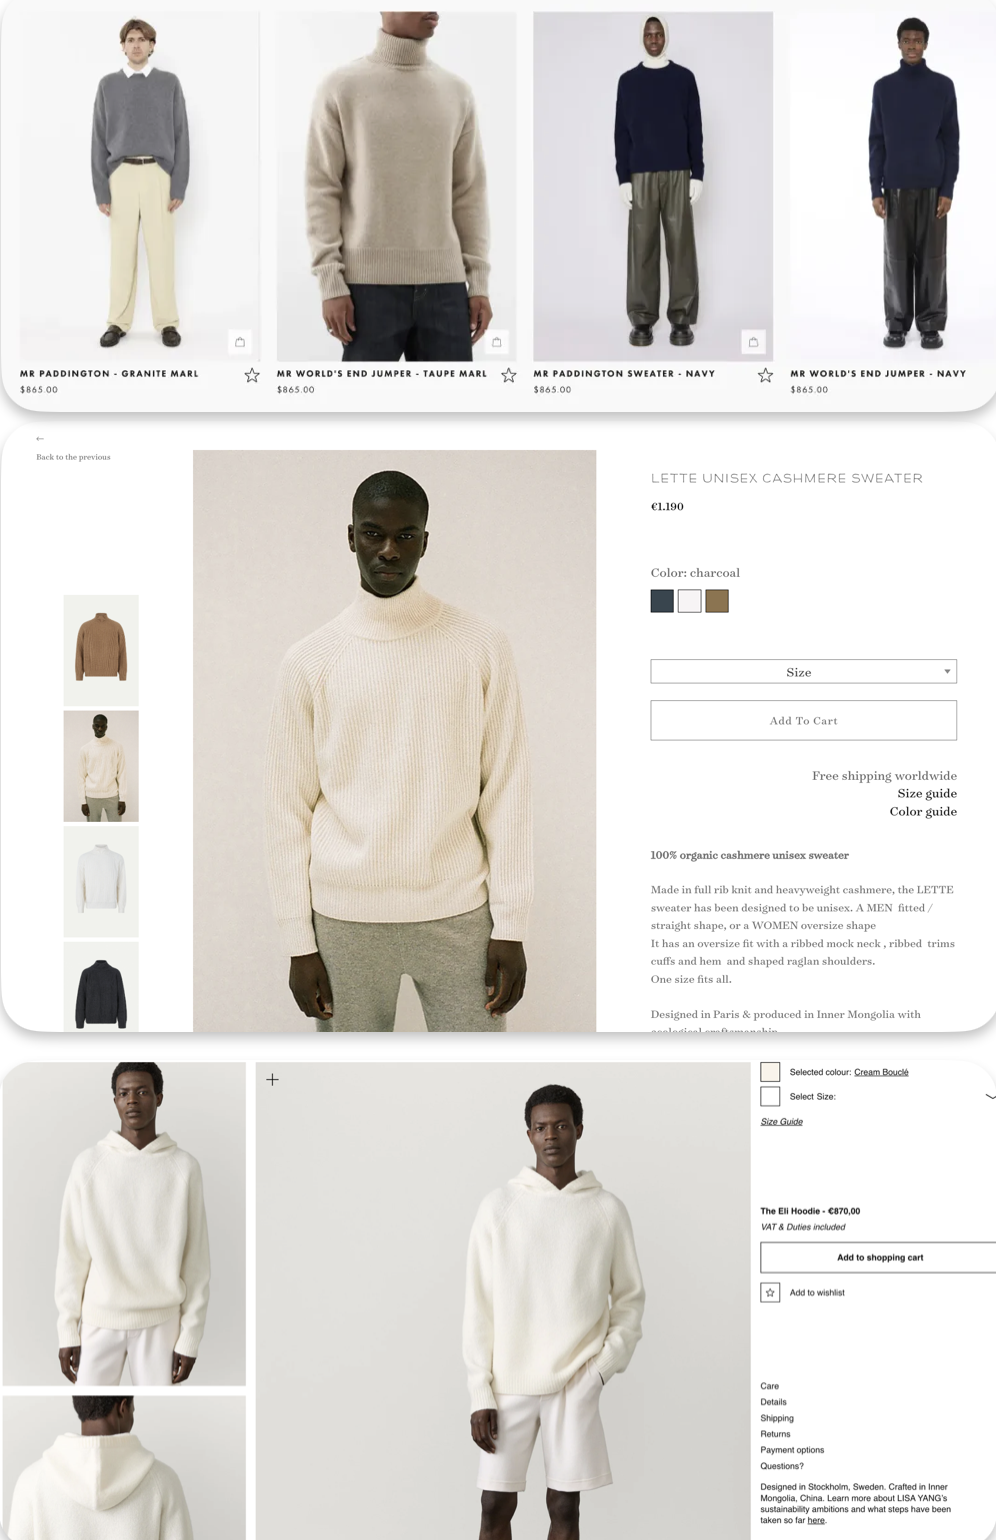 MR PADDINGTON - GRANITE MARL
$865.00
MR WORLD'S END JUMPER - TAUPE MARL
$865.00
MR PADDINGTON SWEATER - NAVY
$865.00
MR WORLD'S END JUMPER - NAVY
$865.00
←
Back to the previous
LETTE UNISEX CASHMERE SWEATER
€1.190
Color: charcoal
Size
Add To Cart
Free shipping worldwide
Size guide
Color guide
100% organic cashmere unisex sweater
Made in full rib knit and heavyweight cashmere, the LETTE
sweater has been designed to be unisex. A MEN fitted /
straight shape, or a WOMEN oversize shape
It has an oversize fit with a ribbed mock neck , ribbed trims
cuffs and hem and shaped raglan shoulders.
One size fits all.
Designed in Paris & produced in Inner Mongolia with
ecological craftsmanship
Selected colour: Cream Bouclé
Select Size:
Size Guide
The Eli Hoodie - €870,00
VAT & Duties included
Add to shopping cart
Add to wishlist
Care
Details
Shipping
Returns
Payment options
Questions?
Designed in Stockholm, Sweden. Crafted in Inner
Mongolia, China. Learn more about LISA YANG's
sustainability ambitions and what steps have been
taken so far here.